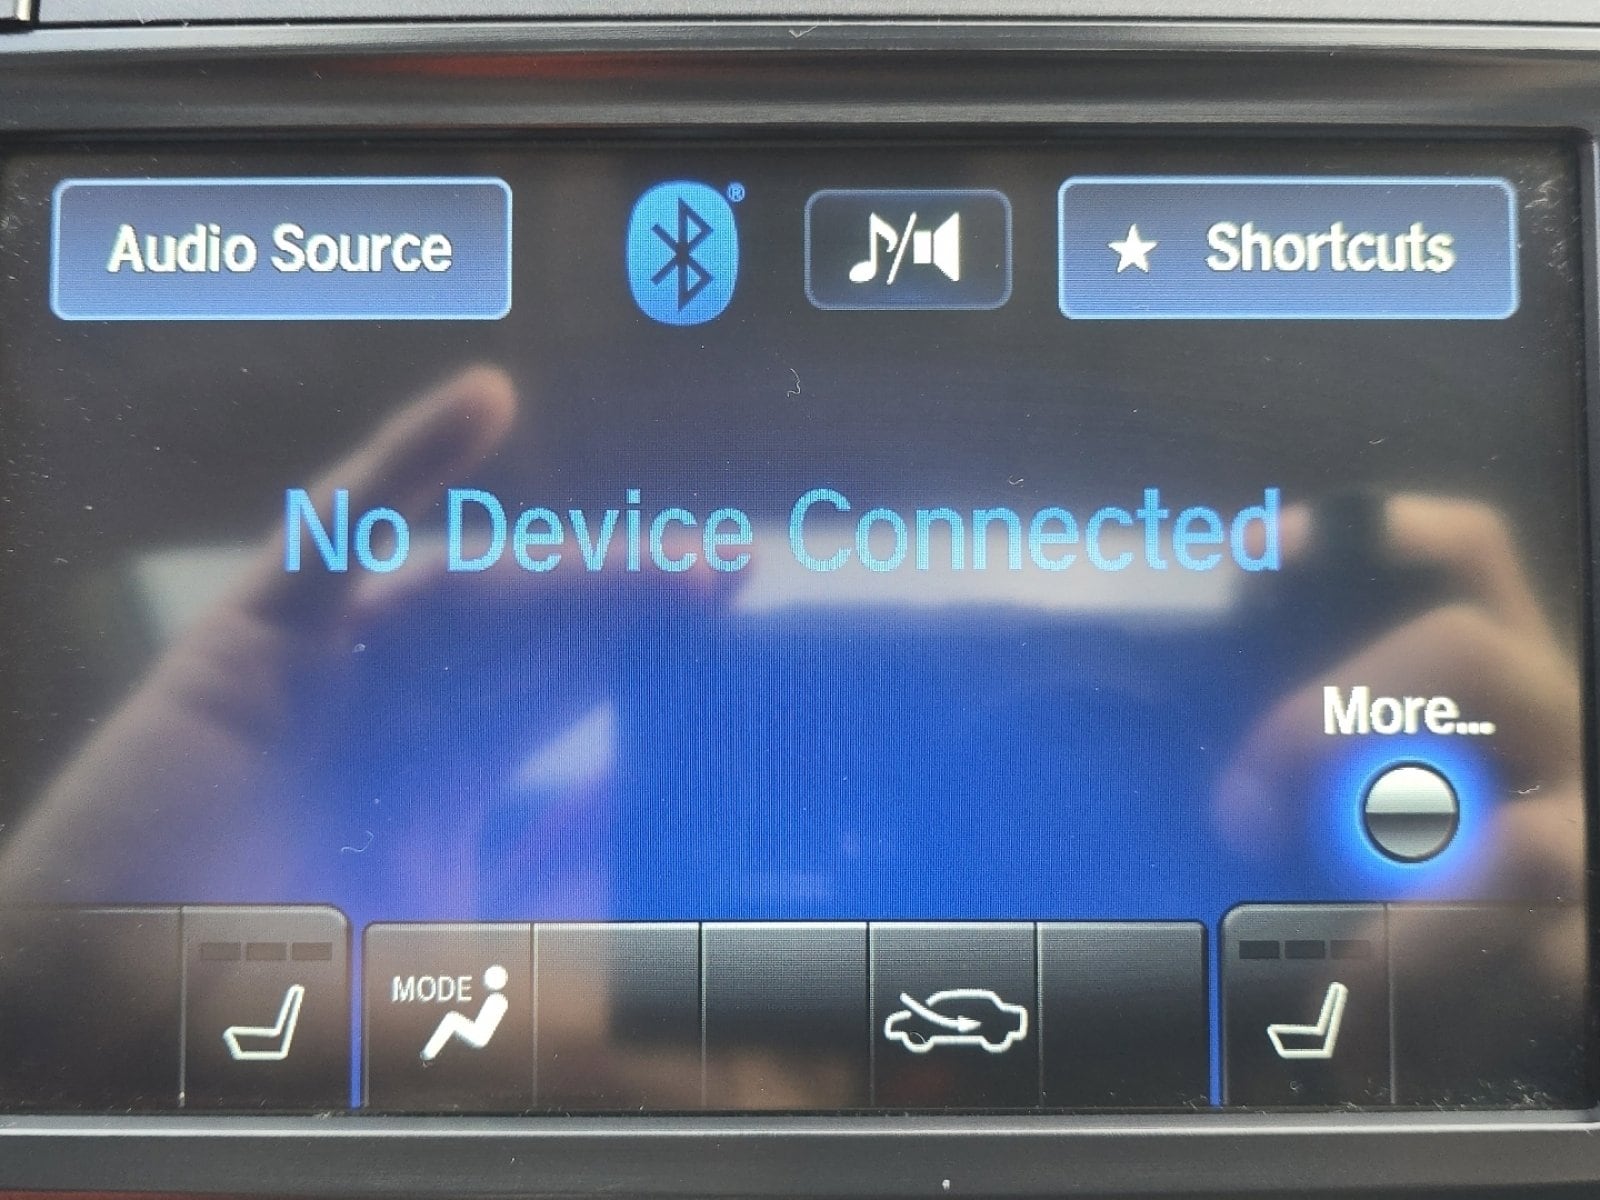 Audio Source
®
Shortcuts
No Device Connected
More...
MODE